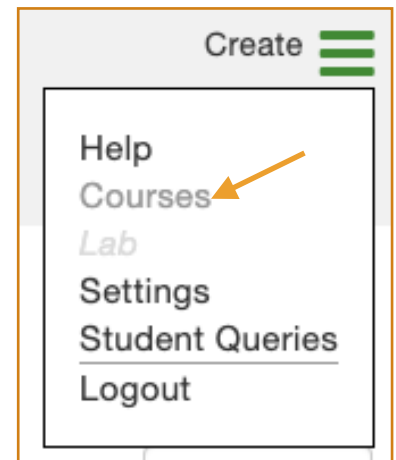 Create
Help
Courses
Lab
Settings
Student Queries
Logout